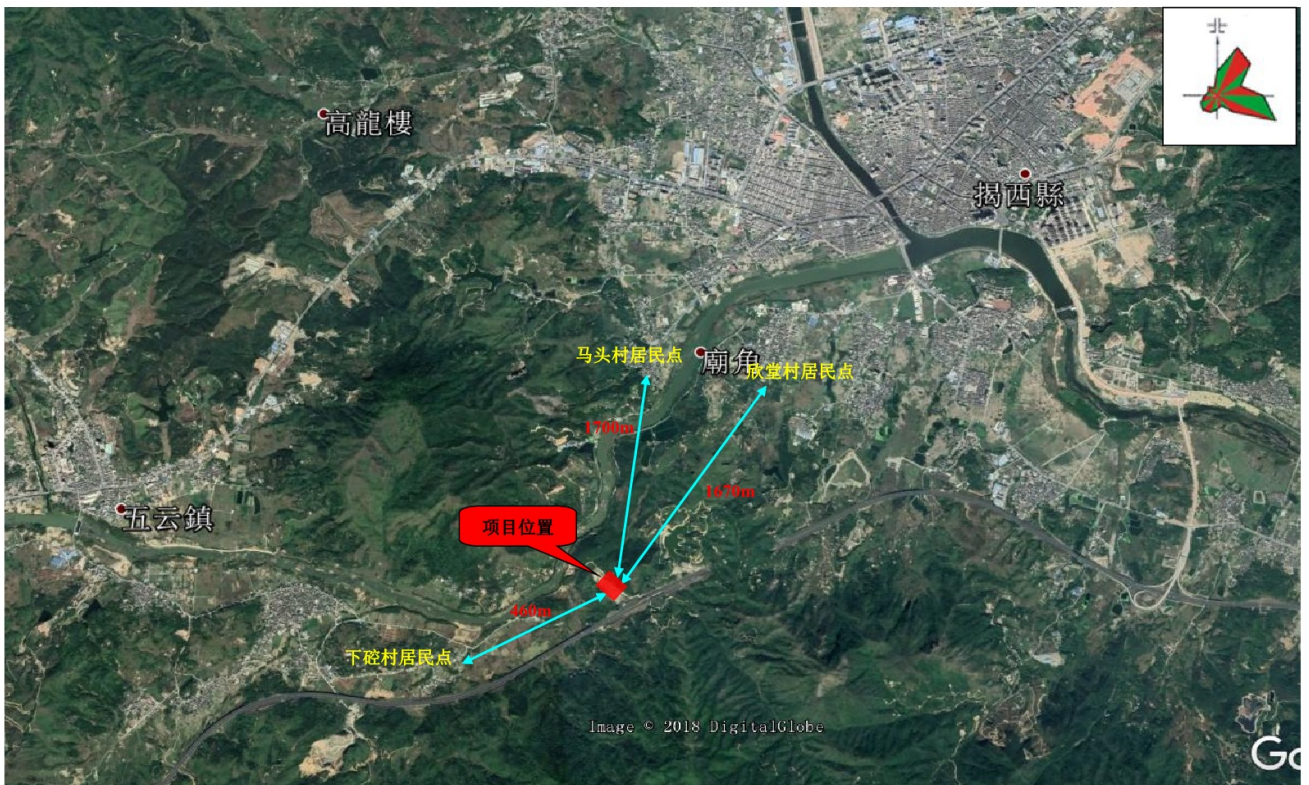 北
高龍樓
揭西縣
马头村居民点
廟角
欣堂村居民点
1700m
1670m
五云鎮
项目位置
460m
下砼村居民点
Image © 2018 DigitalGlobe
Go